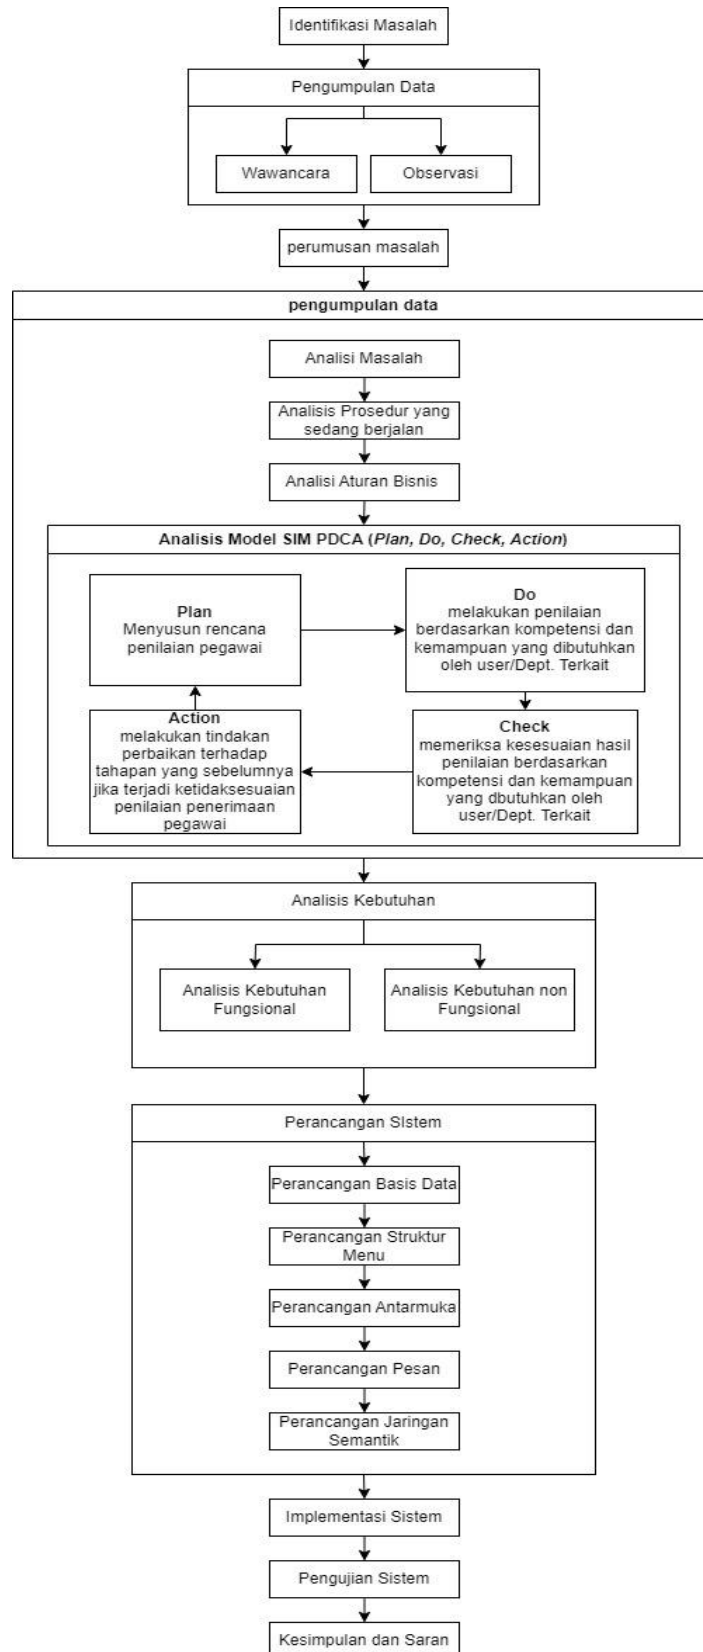 Identifikasi Masalah
Pengumpulan Data
Wawancara
Observasi
perumusan masalah
pengumpulan data
Analisi Masalah
Analisis Prosedur yang
sedang berjalan
Analisi Aturan Bisnis
Analisis Model SIM PDCA (Plan, Do, Check, Action)
Plan
Menyusun rencana
penilaian pegawai
Do
melakukan penilaian
berdasarkan kompetensi dan
kemampuan yang dibutuhkan
oleh user/Dept. Terkait
Action
melakukan tindakan
perbaikan terhadap
tahapan yang sebelumnya
jika terjadi ketidaksesuaian
penilaian penerimaan
pegawai
Check
memeriksa kesesuaian hasil
penilaian berdasarkan
kompetensi dan kemampuan
yang dbutuhkan oleh
user/Dept. Terkait
Analisis Kebutuhan
Analisis Kebutuhan
Fungsional
Analisis Kebutuhan non
Fungsional
Perancangan SIstem
Perancangan Basis Data
Perancangan Struktur
Menu
Perancangan Antarmuka
Perancangan Pesan
Perancangan Jaringan
Semantik
Implementasi Sistem
Pengujian Sistem
Kesimpulan dan Saran